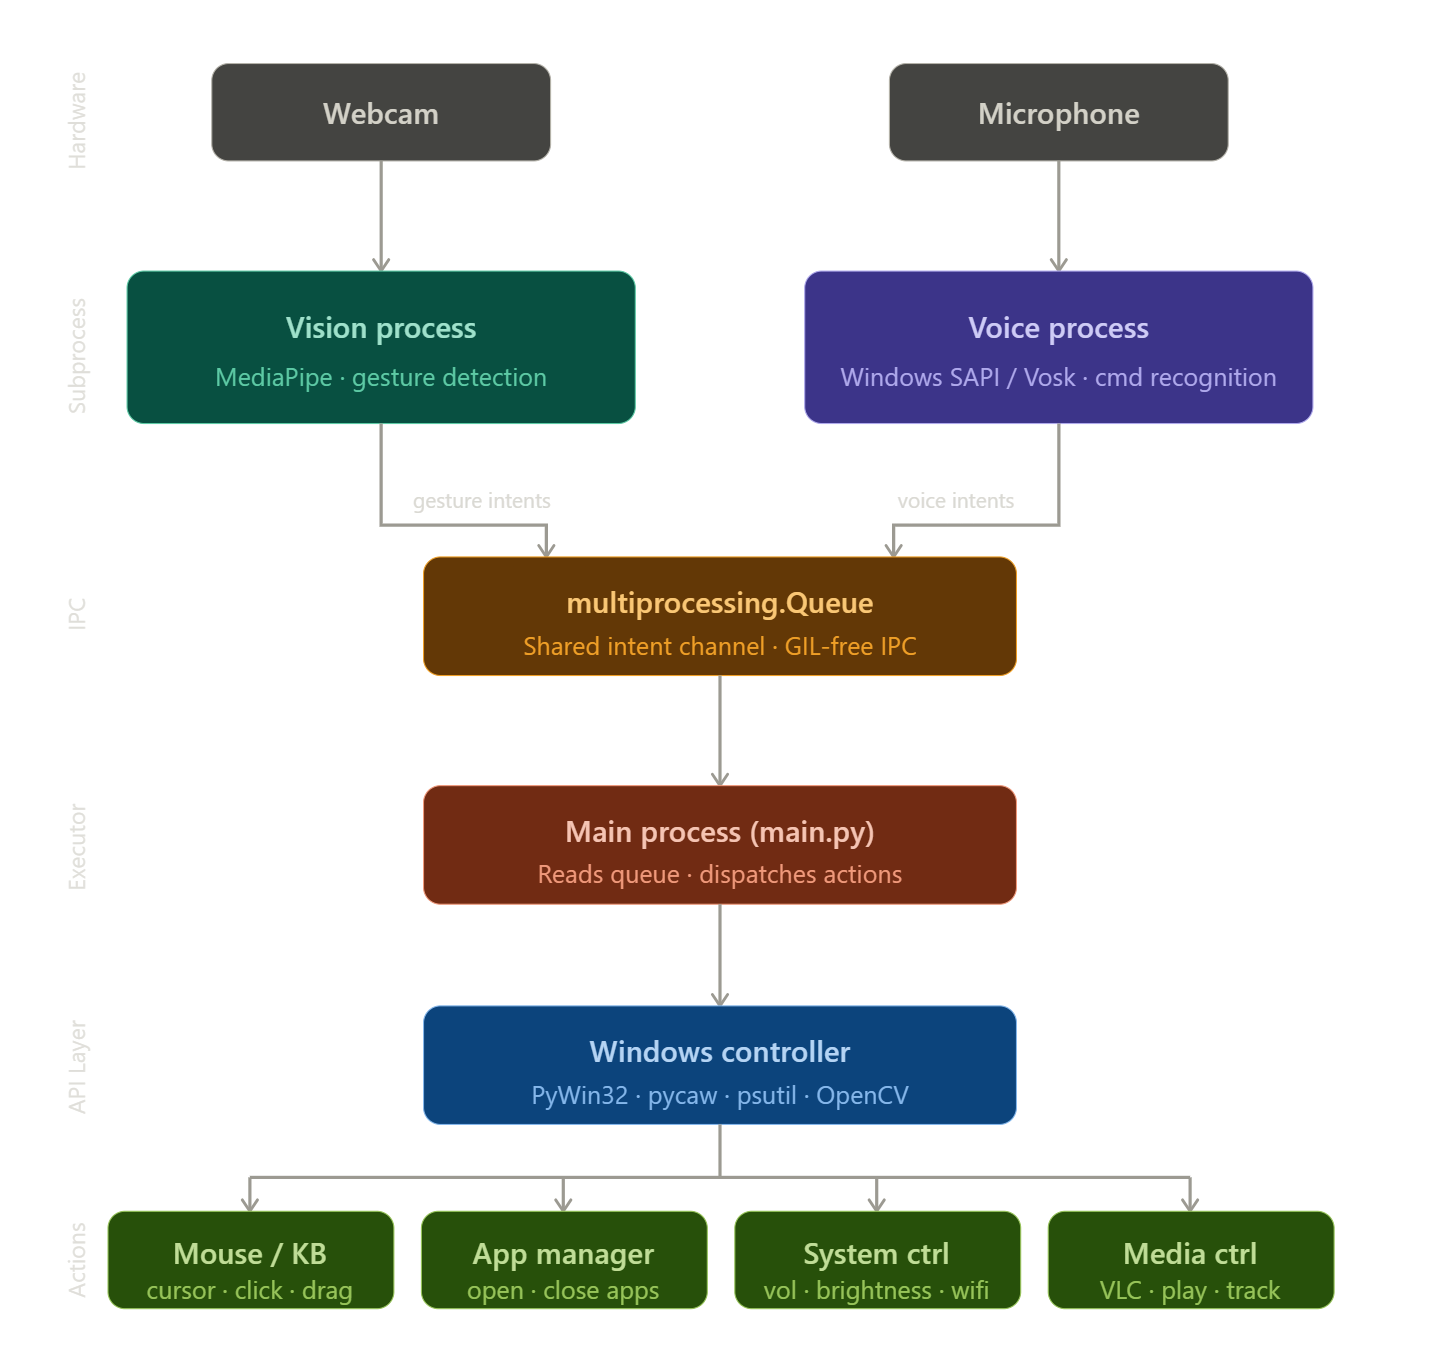 Hardware
Webcam
Microphone
Subprocess
Vision process
MediaPipe · gesture detection
Voice process
Windows SAPI / Vosk · cmd recognition
gesture intents
voice intents
IPC
multiprocessing.Queue
Shared intent channel · GIL-free IPC
Executor
Main process (main.py)
Reads queue · dispatches actions
API Layer
Windows controller
PyWin32 · pycaw · psutil · OpenCV
Actions
Mouse / KB
cursor · click · drag
App manager
open · close apps
System ctrl
vol · brightness · wifi
Media ctrl
VLC · play · track